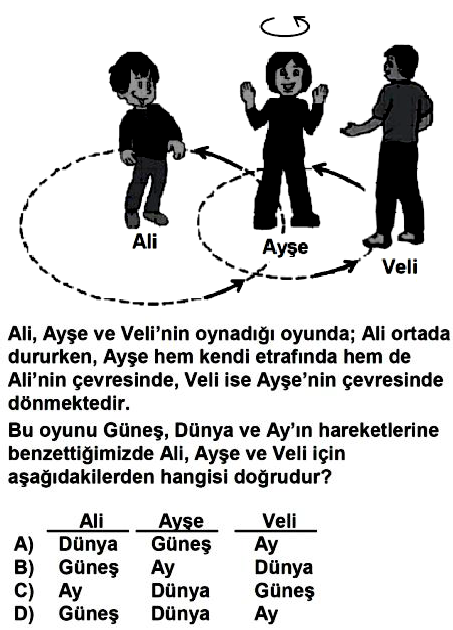 Ali
Ayşe
Veli
Ali, Ayşe ve Veli'nin oynadığı oyunda; Ali ortada
dururken, Ayşe hem kendi etrafında hem de
Ali'nin çevresinde, Veli ise Ayşe'nin çevresinde
dönmektedir.
Bu oyunu Güneş, Dünya ve Ay'ın hareketlerine
benzettiğimizde Ali, Ayşe ve Veli için
aşağıdakilerden hangisi doğrudur?
Ali Ayşe Veli
A) Dünya Güneş Ay
B) Güneş Ay Dünya
C) Ay Dünya Güneş
D) Güneş Dünya Ay